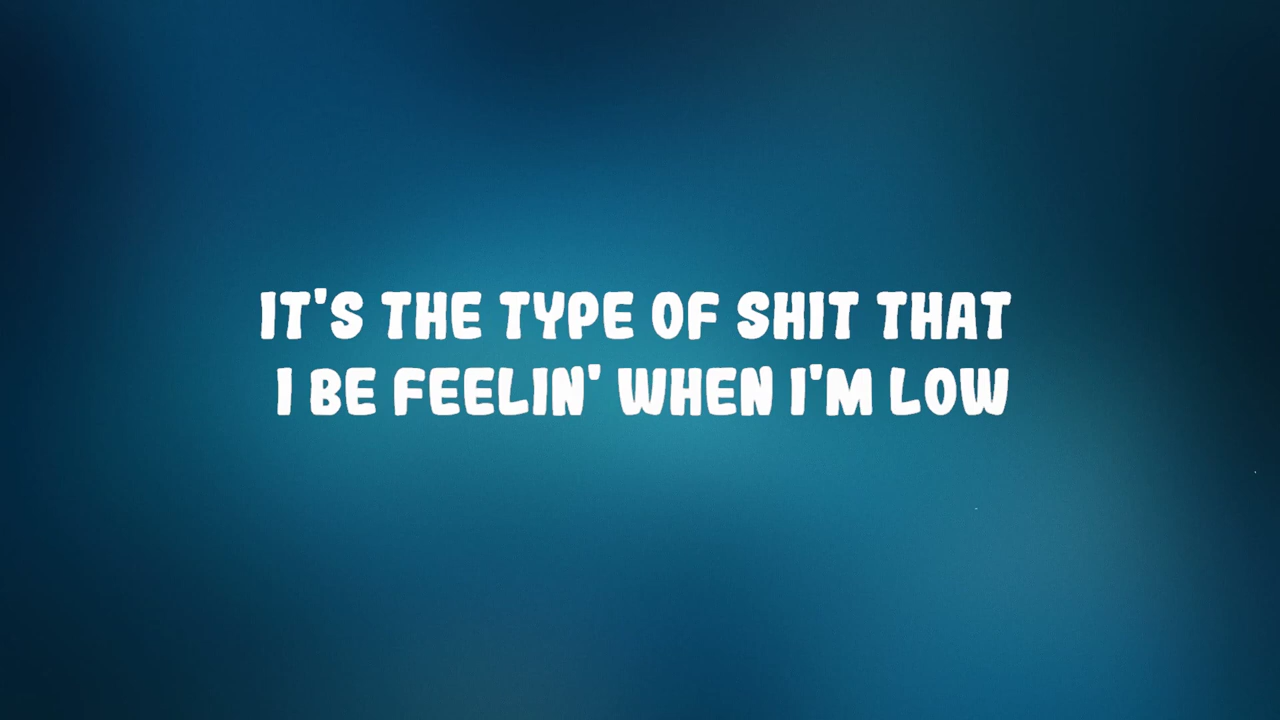 IT'S THE TYPE OF SHIT THAT
I BE FEELIN' WHEN I'M LOW